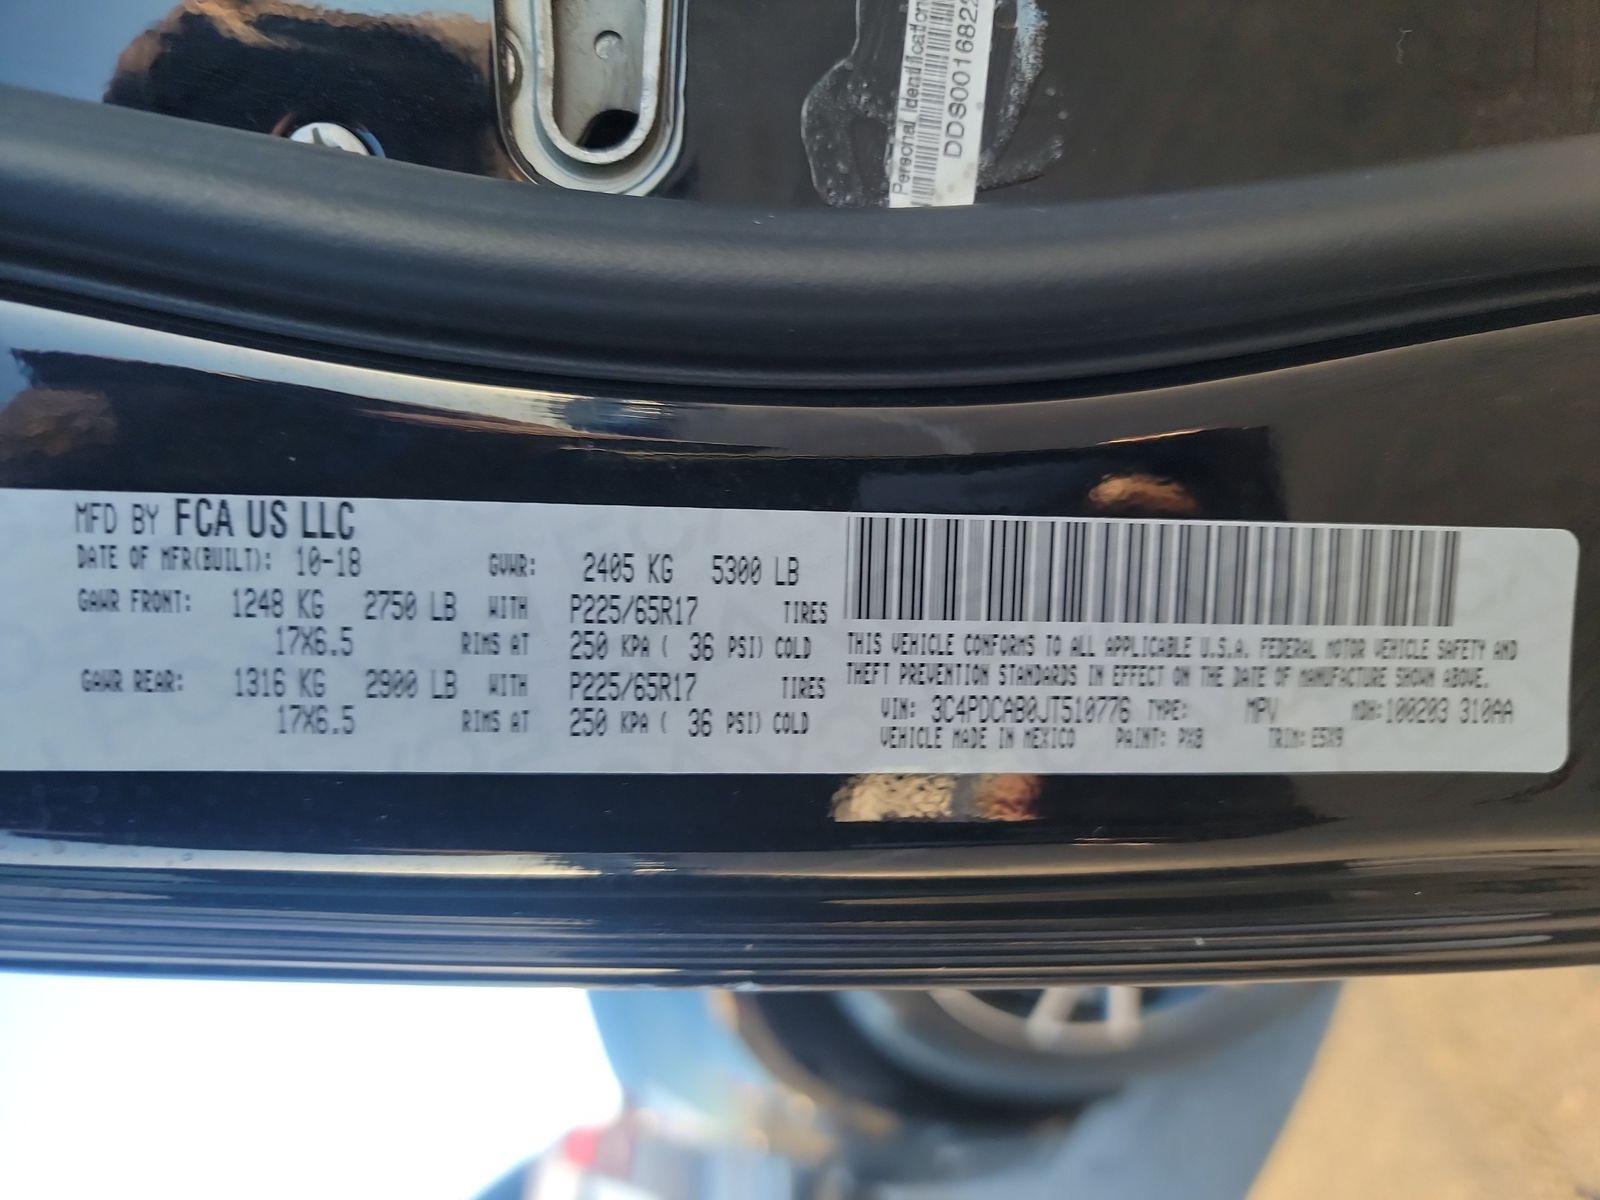 Personal Identification
DDS0016822
MFD BY FCA US LLC
DATE OF MFR(BUILT): 10-18 GVWR: 2405 KG 5300 LB
GAWR FRONT: 1248 KG 2750 LB WITH P225/65R17 TIRES
17X6.5 RIMS AT 250 KPA ( 36 PSI) COLD
GAWR REAR: 1316 KG 2900 LB WITH P225/65R17 TIRES
17X6.5 RIMS AT 250 KPA ( 36 PSI) COLD
THIS VEHICLE CONFORMS TO ALL APPLICABLE U.S.A. FEDERAL MOTOR VEHICLE SAFETY AND
THEFT PREVENTION STANDARDS IN EFFECT ON THE DATE OF MANUFACTURE SHOWN ABOVE.
VIN: 3C4PDCAB0JT510776 TYPE: MPV MDH:100203 310AA
VEHICLE MADE IN MEXICO PAINT: PX8 TRIM: E5X9